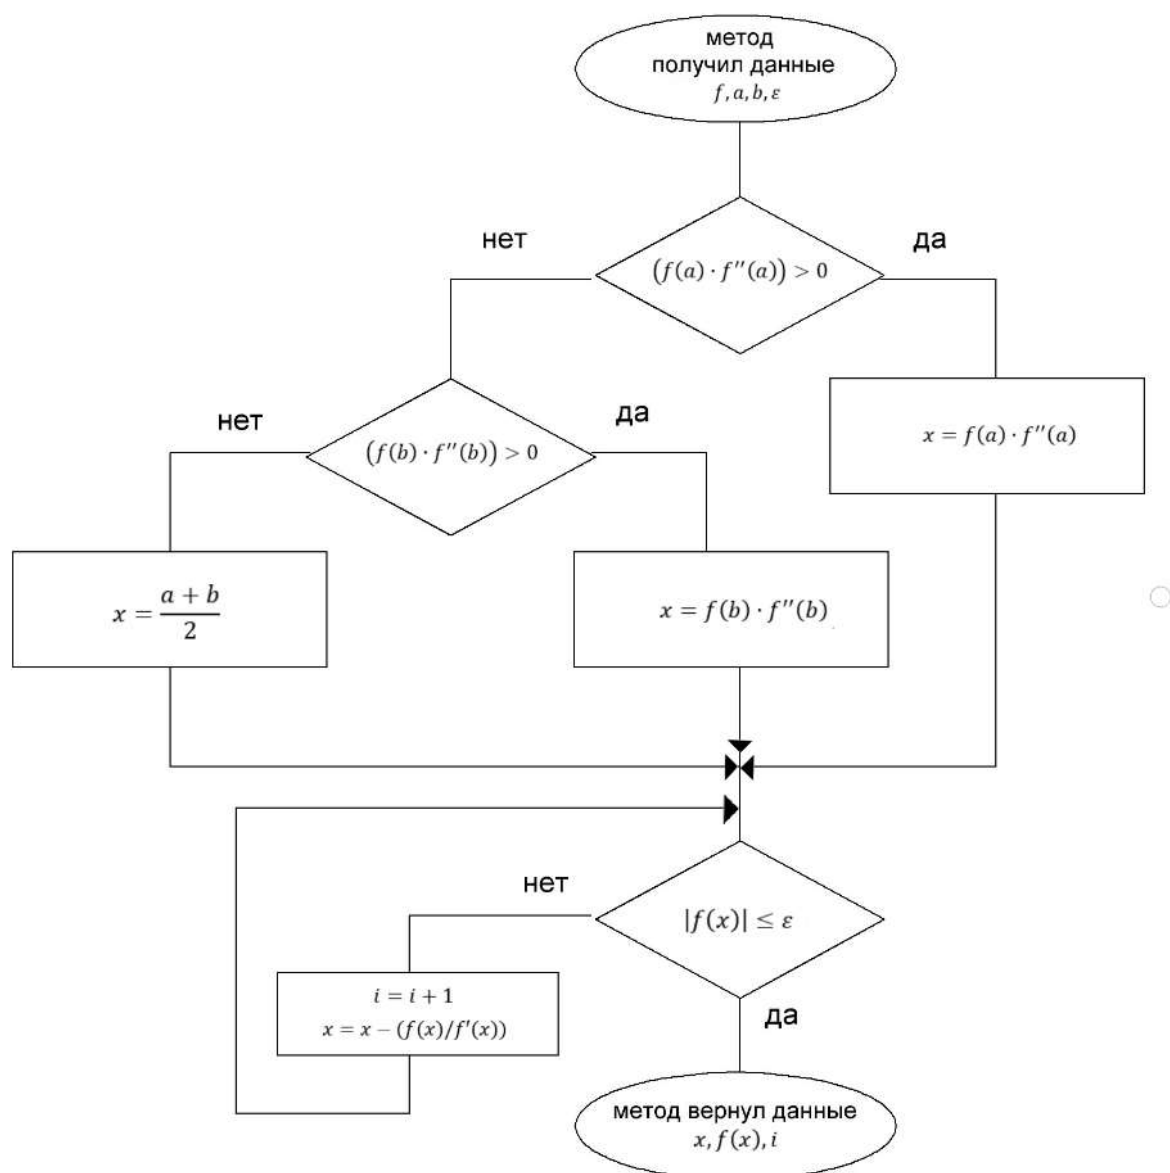 метод
получил данные
f, a, b, ε
нет
да
(f(a) · f′′(a)) > 0
нет
да
(f(b) · f′′(b)) > 0
x = f(a) · f′′(a)
x = a + b / 2
x = f(b) · f′′(b)
нет
|f(x)| ≤ ε
i = i + 1
x = x − (f(x)/f′(x))
да
метод вернул данные
x, f(x), i